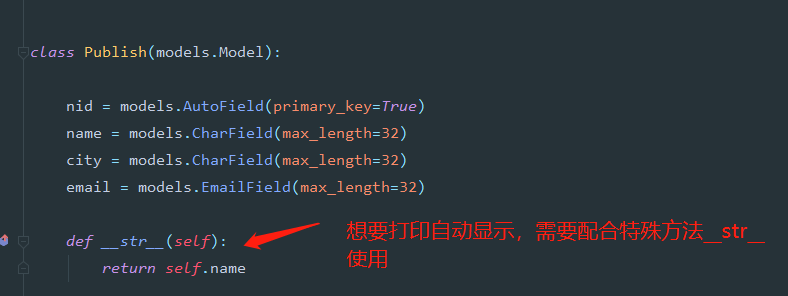 class Publish(models.Model):
nid = models.AutoField(primary_key=True)
name = models.CharField(max_length=32)
city = models.CharField(max_length=32)
email = models.EmailField(max_length=32)
def __str__(self):
return self.name
想要打印自动显示，需要配合特殊方法__str__
使用